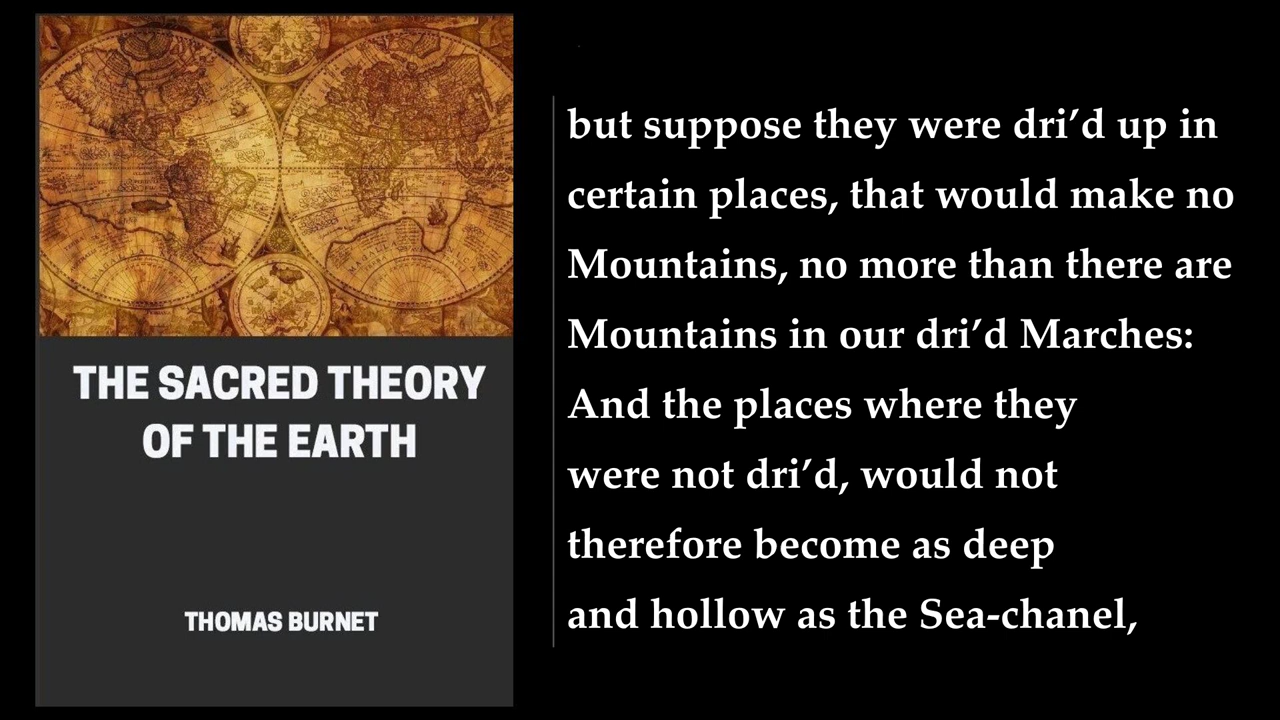 THE SACRED THEORY
OF THE EARTH
THOMAS BURNET
but suppose they were dri’d up in
certain places, that would make no
Mountains, no more than there are
Mountains in our dri’d Marches:
And the places where they
were not dri’d, would not
therefore become as deep
and hollow as the Sea-chanel,